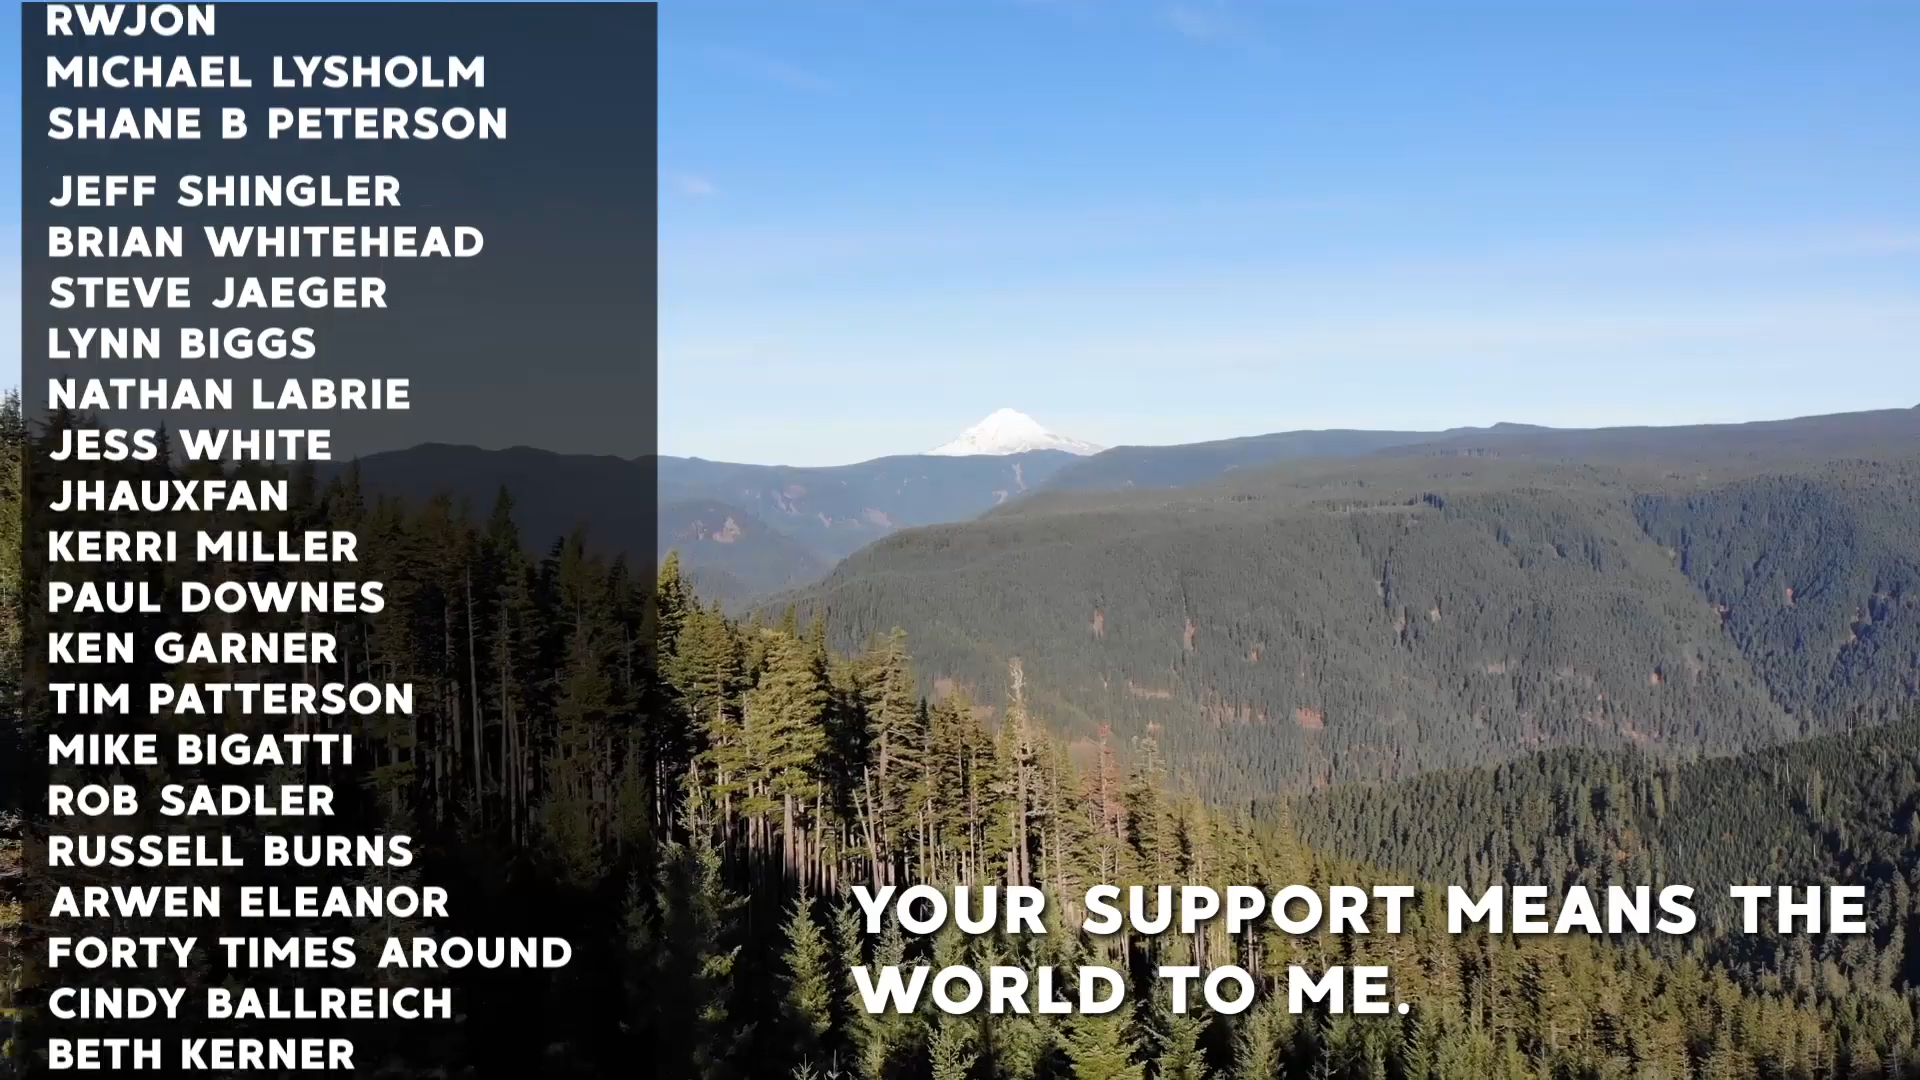 RWJON
MICHAEL LYSHOLM
SHANE B PETERSON
JEFF SHINGLER
BRIAN WHITEHEAD
STEVE JAEGER
LYNN BIGGS
NATHAN LABRIE
JESS WHITE
JHAUXFAN
KERRI MILLER
PAUL DOWNES
KEN GARNER
TIM PATTERSON
MIKE BIGATTI
ROB SADLER
RUSSELL BURNS
ARWEN ELEANOR
FORTY TIMES AROUND
CINDY BALLREICH
BETH KERNER
YOUR SUPPORT MEANS THE
WORLD TO ME.